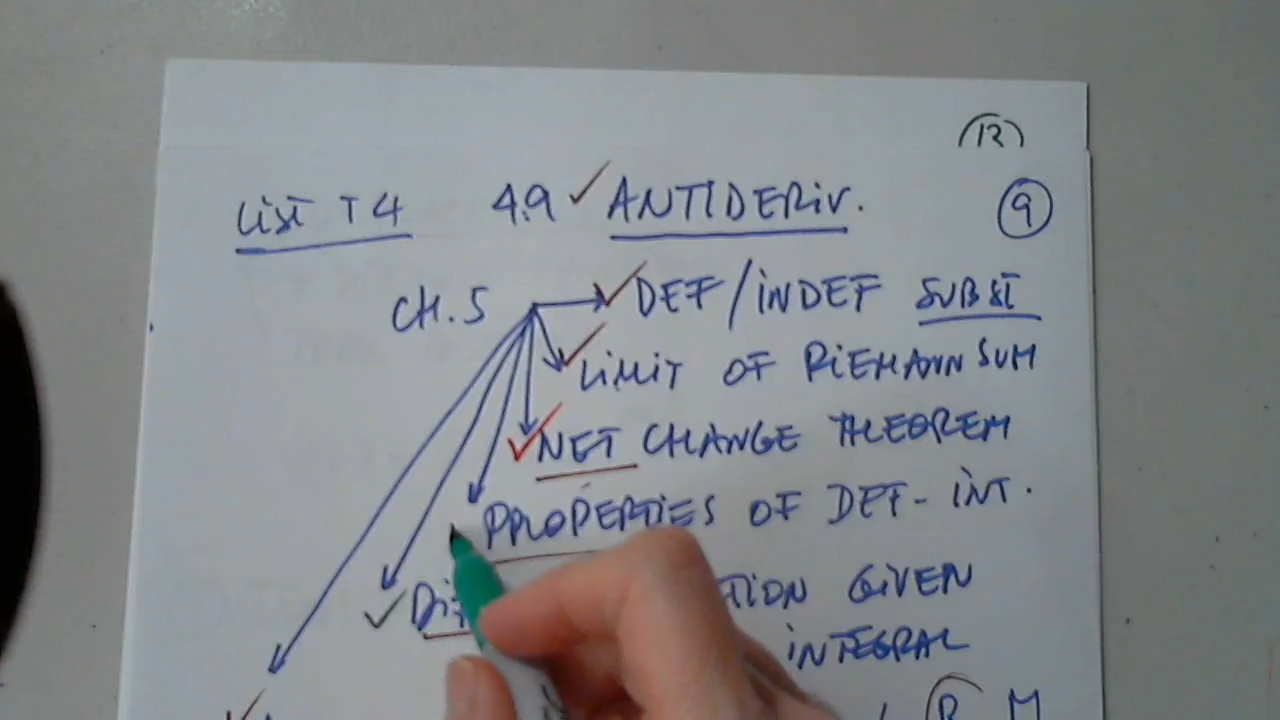 (12)
LIST T4 4.9 ✓ ANTIDERIV. 9
CH.5 ✓ DEF/INDEF SUBST
✓ LIMIT OF RIEMANN SUM
✓ NET CHANGE THEOREM
PROPERTIES OF DEF-INT.
✓ GIVEN
INTEGRAL